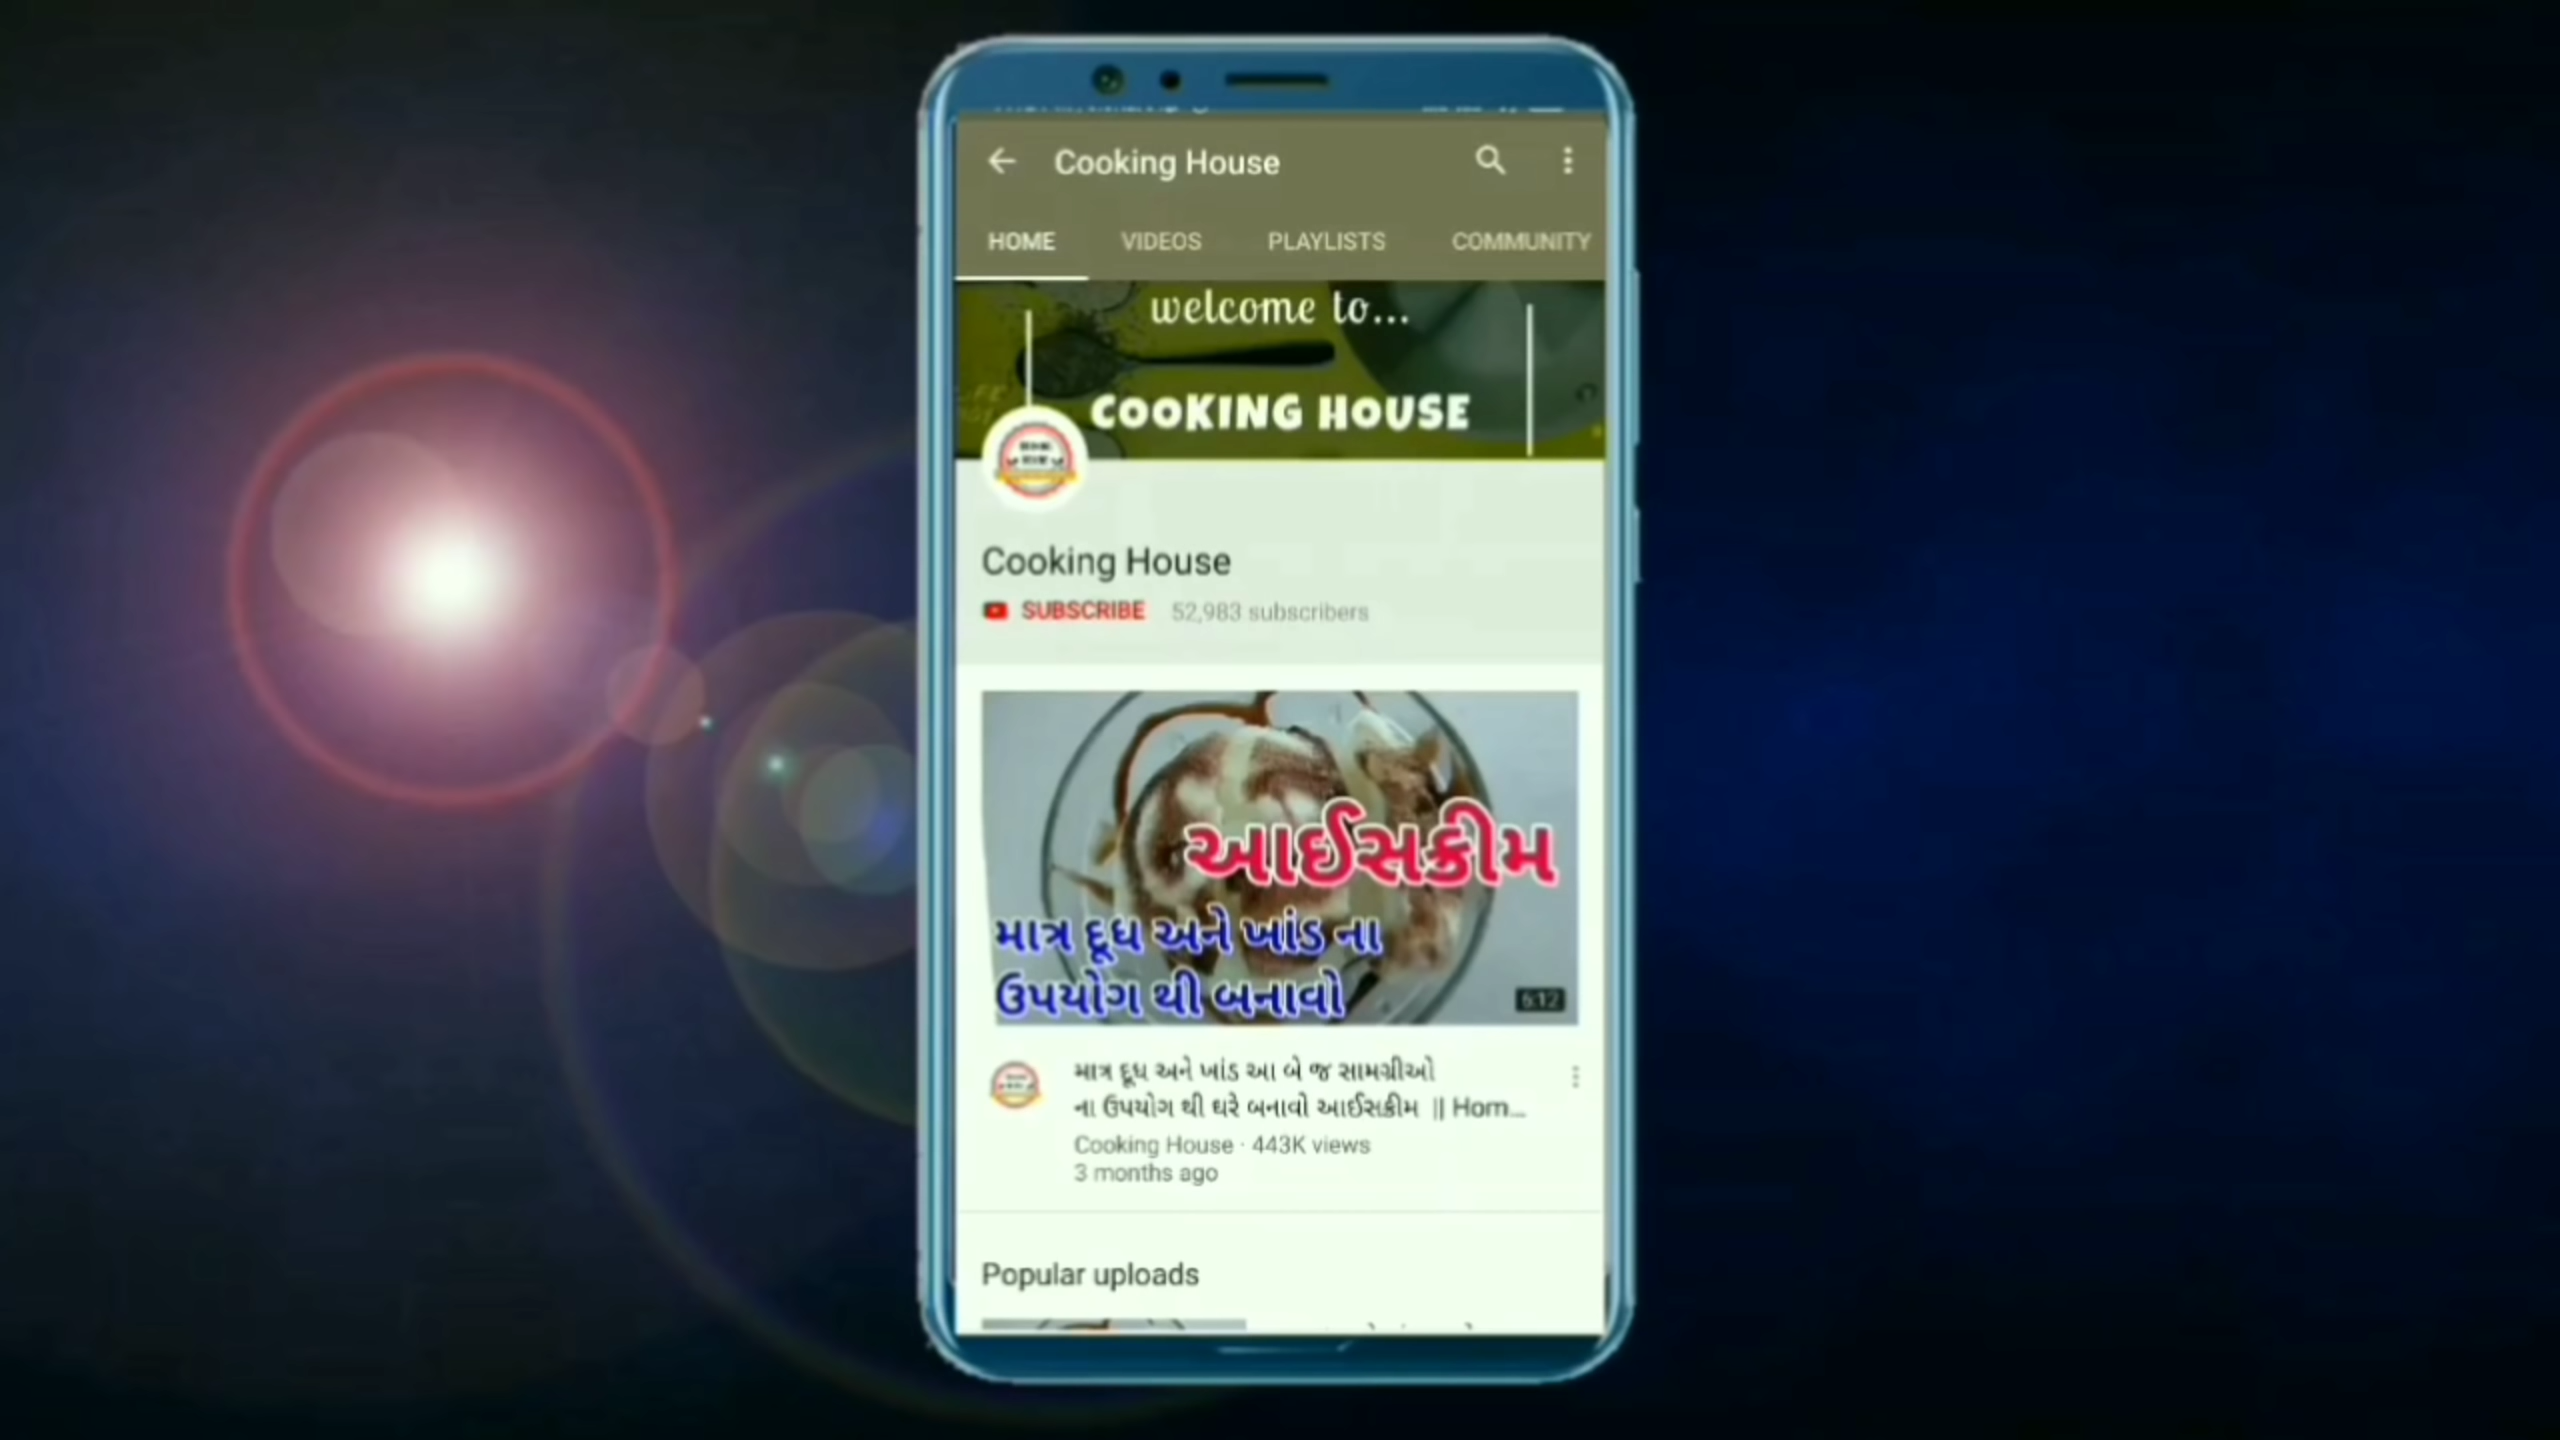 Cooking House
HOME VIDEOS PLAYLISTS COMMUNITY
welcome to...
COOKING HOUSE
Cooking House
SUBSCRIBE 52,983 subscribers
આઈસક્રીમ
માત્ર દૂધ અને ખાંડ ના
ઉપયોગ થી બનાવો
6:12
માત્ર દૂધ અને ખાંડ આ બે જ સામગ્રીઓ
ના ઉપયોગ થી ઘરે બનાવો આઈસક્રીમ || Hom...
Cooking House · 443K views
3 months ago
Popular uploads